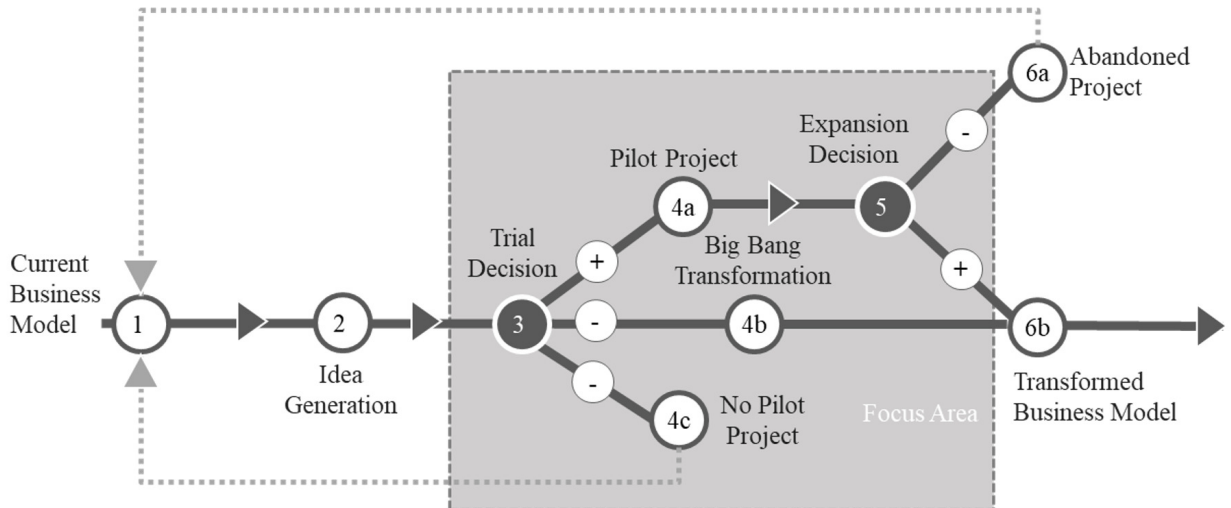 Current
Business
Model
1
2
Idea
Generation
Trial
Decision
3
+
-
-
Pilot Project
4a
Big Bang
Transformation
4b
4c
No Pilot
Project
Expansion
Decision
5
-
+
6a
Abandoned
Project
6b
Transformed
Business Model
Focus Area